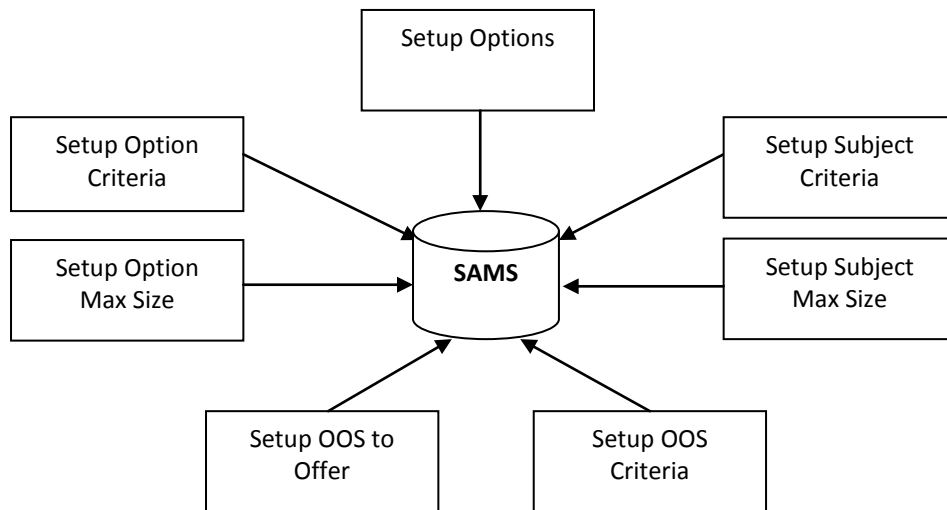 Setup Options
Setup Option
Criteria
Setup Subject
Criteria
Setup Option
Max Size
SAMS
Setup Subject
Max Size
Setup OOS to
Offer
Setup OOS
Criteria